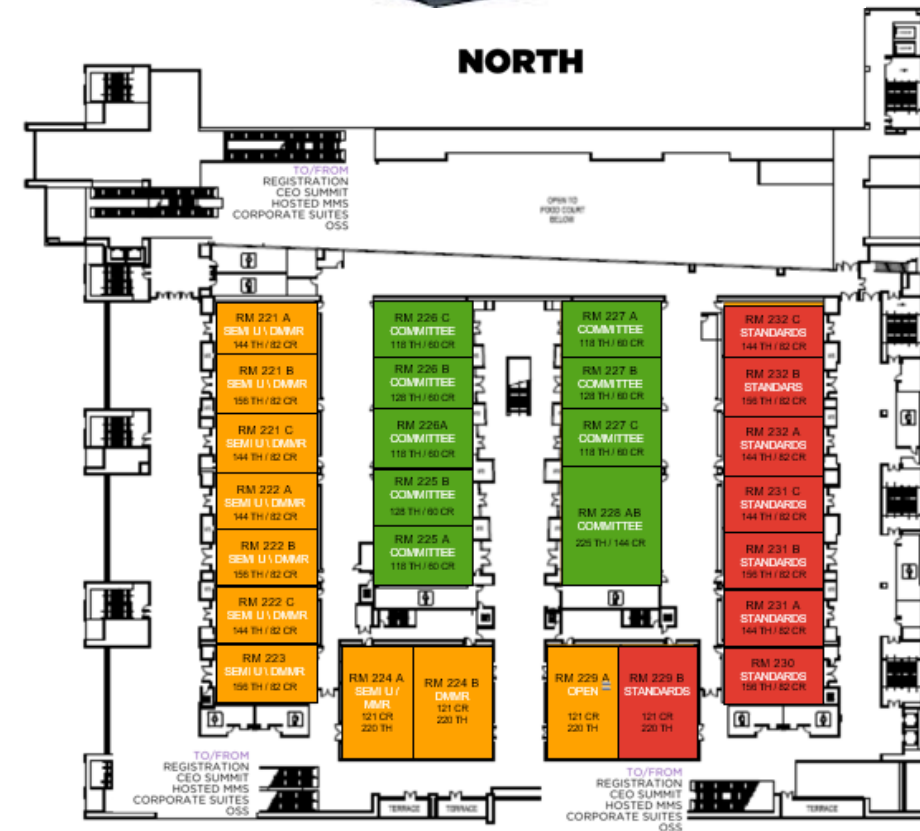 NORTH
TO/FROM
REGISTRATION
CEO SUMMIT
HOSTED MMS
CORPORATE SUITES
OSS
OPEN TO
FOOD COURT
BELOW
RM 221 A
SEMI U \ DMMR
144 TH / 82 CR
RM 221 B
SEMI U \ DMMR
156 TH / 82 CR
RM 221 C
SEMI U \ DMMR
144 TH / 82 CR
RM 222 A
SEMI U \ DMMR
144 TH / 82 CR
RM 222 B
SEMI U \ DMMR
156 TH / 82 CR
RM 222 C
SEMI U \ DMMR
144 TH / 82 CR
RM 223
SEMI U \ DMMR
156 TH / 82 CR
RM 226 C
COMMITTEE
118 TH / 60 CR
RM 226 B
COMMITTEE
128 TH / 60 CR
RM 226A
COMMITTEE
118 TH / 60 CR
RM 225 B
COMMITTEE
128 TH / 60 CR
RM 225 A
COMMITTEE
118 TH / 60 CR
RM 227 A
COMMITTEE
118 TH / 60 CR
RM 227 B
COMMITTEE
128 TH / 60 CR
RM 227 C
COMMITTEE
118 TH / 60 CR
RM 228 AB
COMMITTEE
225 TH / 144 CR
RM 232 C
STANDARDS
144 TH / 82 CR
RM 232 B
STANDARS
156 TH / 82 CR
RM 232 A
STANDARDS
144 TH / 82 CR
RM 231 C
STANDARDS
144 TH / 82 CR
RM 231 B
STANDARDS
156 TH / 82 CR
RM 231 A
STANDARDS
144 TH / 82 CR
RM 230
STANDARDS
156 TH / 82 CR
RM 224 A
SEMI U /
MMR
121 CR
220 TH
RM 224 B
DMMR
121 CR
220 TH
RM 229 A
OPEN
121 CR
220 TH
RM 229 B
STANDARDS
121 CR
220 TH
TO/FROM
REGISTRATION
CEO SUMMIT
HOSTED MMS
CORPORATE SUITES
OSS
TERRACE
TERRACE
TO/FROM
REGISTRATION
CEO SUMMIT
HOSTED MMS
CORPORATE SUITES
OSS
TERRACE